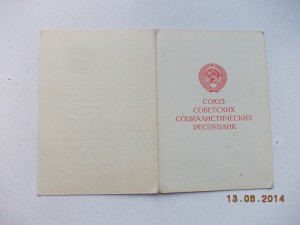 СОЮЗ
СОВЕТСКИХ
СОЦИАЛИСТИЧЕСКИХ
РЕСПУБЛИК
13.08.2014